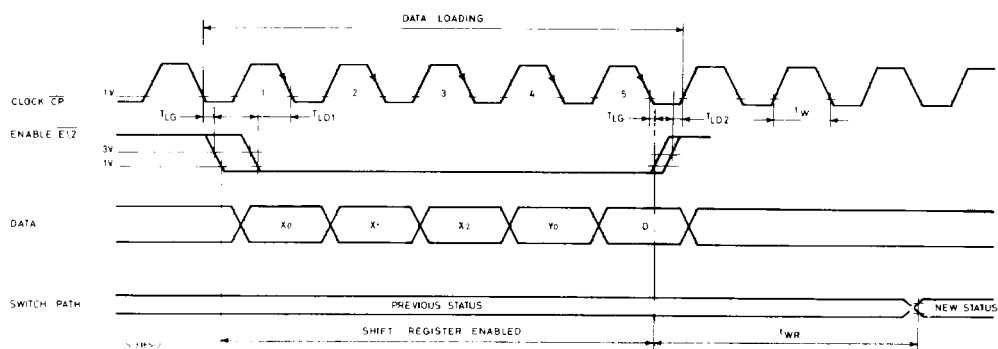 DATA LOADING
CLOCK CP 1V 1 2 3 4 5 tW
TLG TLD1 TLG TLD2
ENABLE E1,2
3V
1V
DATA X0 X1 X2 Y0 D
SWITCH PATH PREVIOUS STATUS NEW STATUS
SHIFT REGISTER ENABLED tWR